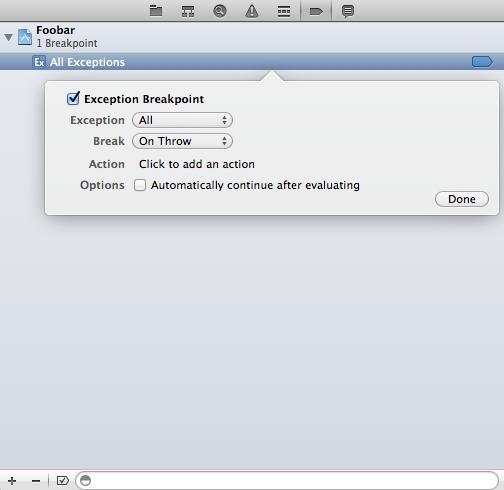 Foobar
1 Breakpoint
Ex All Exceptions
Exception Breakpoint
Exception All
Break On Throw
Action Click to add an action
Options Automatically continue after evaluating
Done